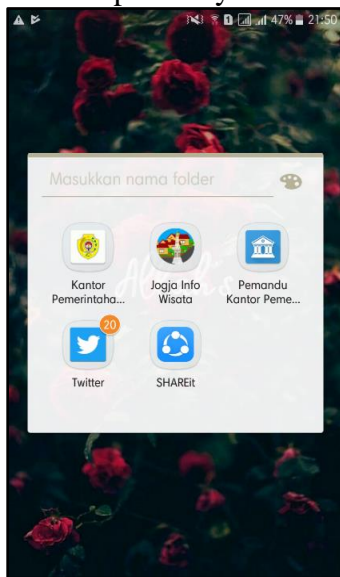 47% 21:50
Masukkan nama folder
Kantor
Pemerintaha...
Jogja Info
Wisata
Pemandu
Kantor Peme...
20
Twitter
SHAREit